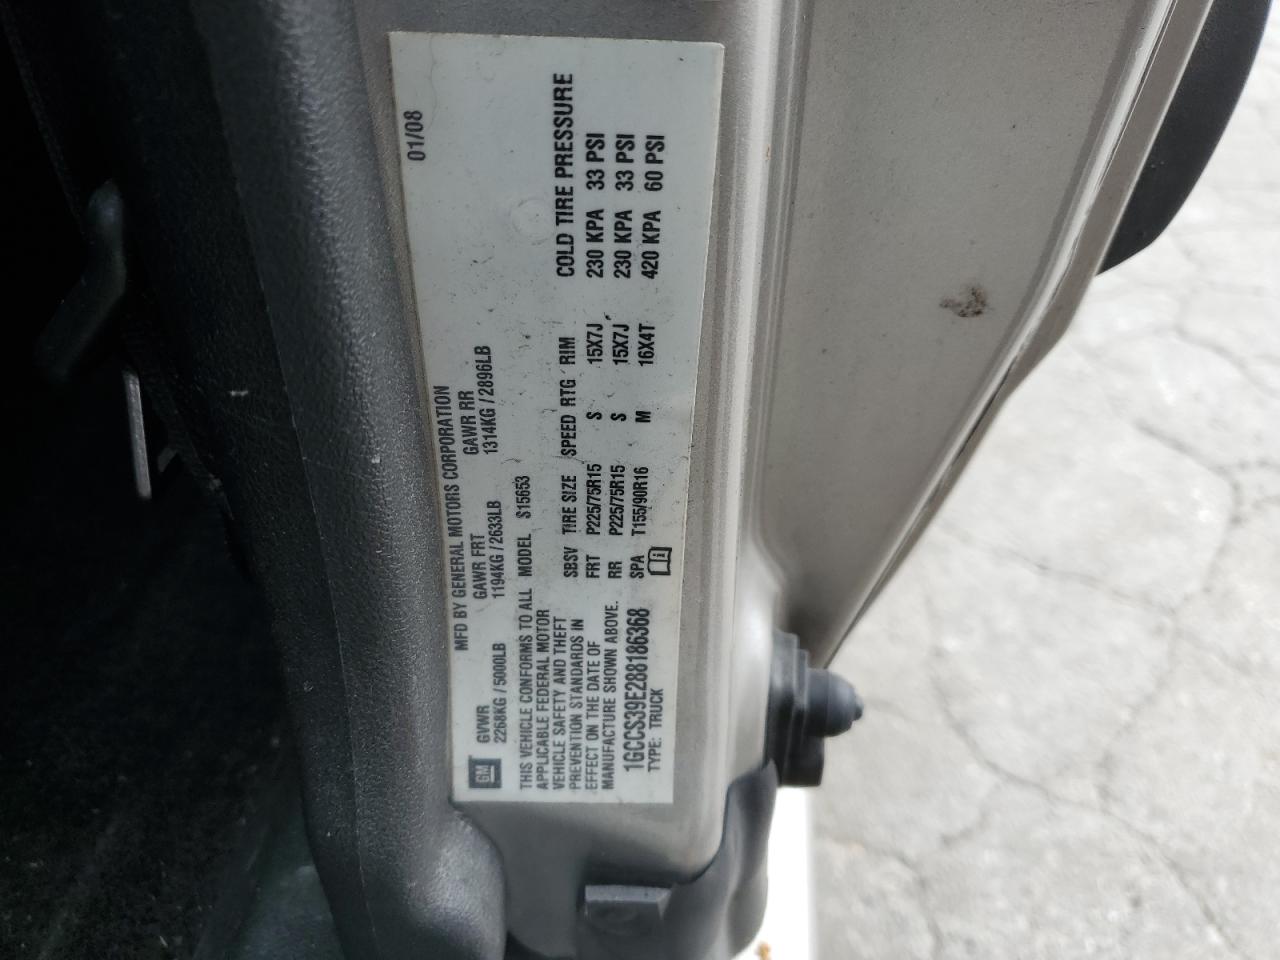 MFD BY GENERAL MOTORS CORPORATION 01/08
GM
GVWR GAWR FRT GAWR RR
2268KG / 5000LB 1194KG / 2633LB 1314KG / 2896LB
THIS VEHICLE CONFORMS TO ALL
APPLICABLE FEDERAL MOTOR
VEHICLE SAFETY AND THEFT
PREVENTION STANDARDS IN
EFFECT ON THE DATE OF
MANUFACTURE SHOWN ABOVE.
1GCCS39E288186368
TYPE: TRUCK
MODEL S15653
SBSV TIRE SIZE SPEED RTG RIM COLD TIRE PRESSURE
FRT P225/75R15 S 15X7J 230 KPA 33 PSI
RR P225/75R15 S 15X7J 230 KPA 33 PSI
SPA T155/90R16 M 16X4T 420 KPA 60 PSI